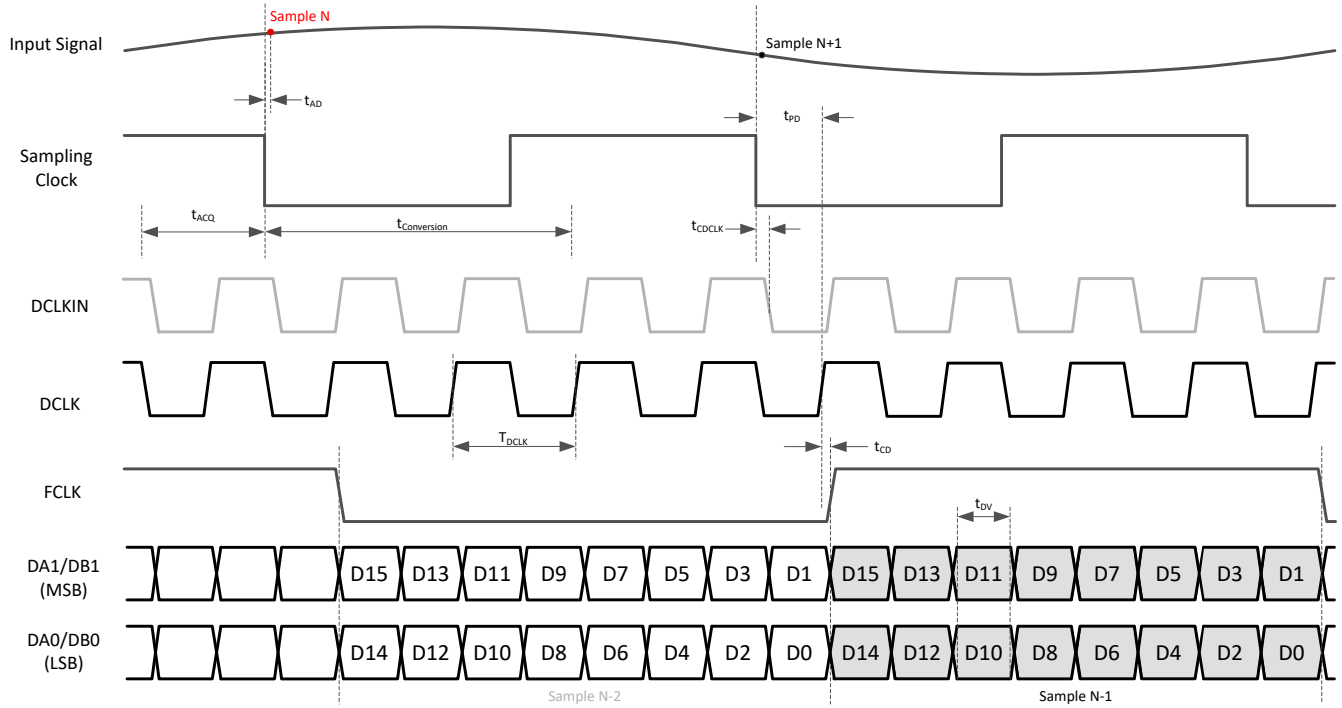 Sample N
Input Signal
Sample N+1
tAD
tPD
Sampling
Clock
tACQ
tConversion
tCDCLK
DCLKIN
DCLK
TDCLK
tCD
FCLK
tDV
DA1/DB1
(MSB)
D15 D13 D11 D9 D7 D5 D3 D1 D15 D13 D11 D9 D7 D5 D3 D1
DA0/DB0
(LSB)
D14 D12 D10 D8 D6 D4 D2 D0 D14 D12 D10 D8 D6 D4 D2 D0
Sample N-2
Sample N-1